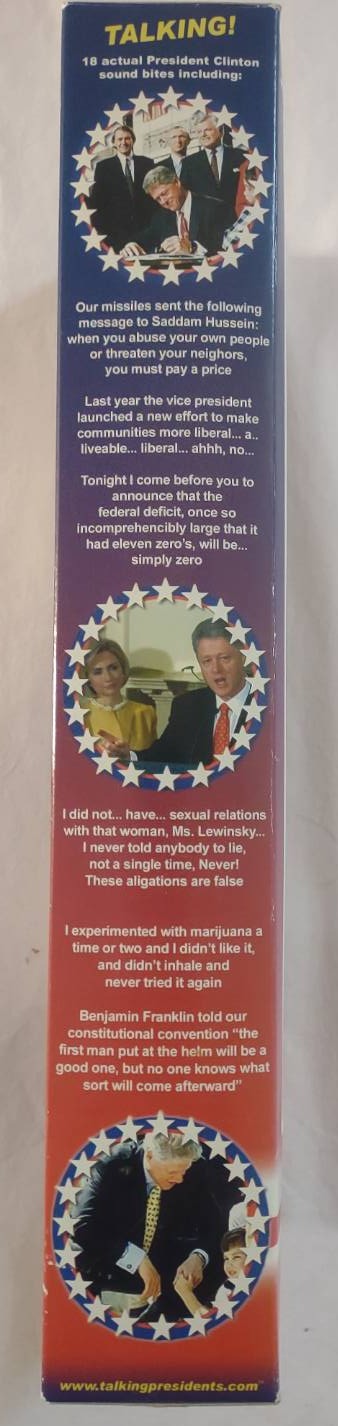 TALKING!
18 actual President Clinton
sound bites including:
Our missiles sent the following
message to Saddam Hussein:
when you abuse your own people
or threaten your neighors,
you must pay a price
Last year the vice president
launched a new effort to make
communities more liberal... a..
liveable... liberal... ahhh, no...
Tonight I come before you to
announce that the
federal deficit, once so
incomprehencibly large that it
had eleven zero's, will be...
simply zero
I did not... have... sexual relations
with that woman, Ms. Lewinsky...
I never told anybody to lie,
not a single time, Never!
These aligations are false
I experimented with marijuana a
time or two and I didn't like it,
and didn't inhale and
never tried it again
Benjamin Franklin told our
constitutional convention "the
first man put at the helm will be a
good one, but no one knows what
sort will come afterward"
www.talkingpresidents.com